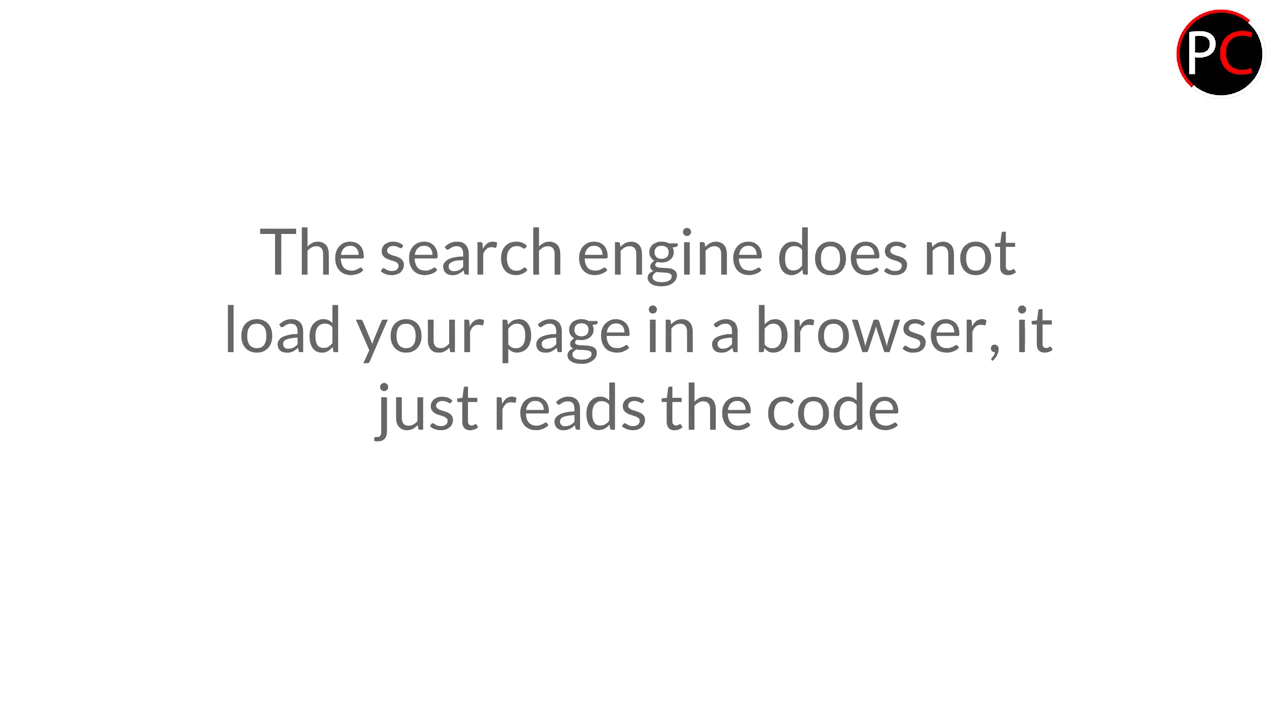 PC
The search engine does not
load your page in a browser, it
just reads the code